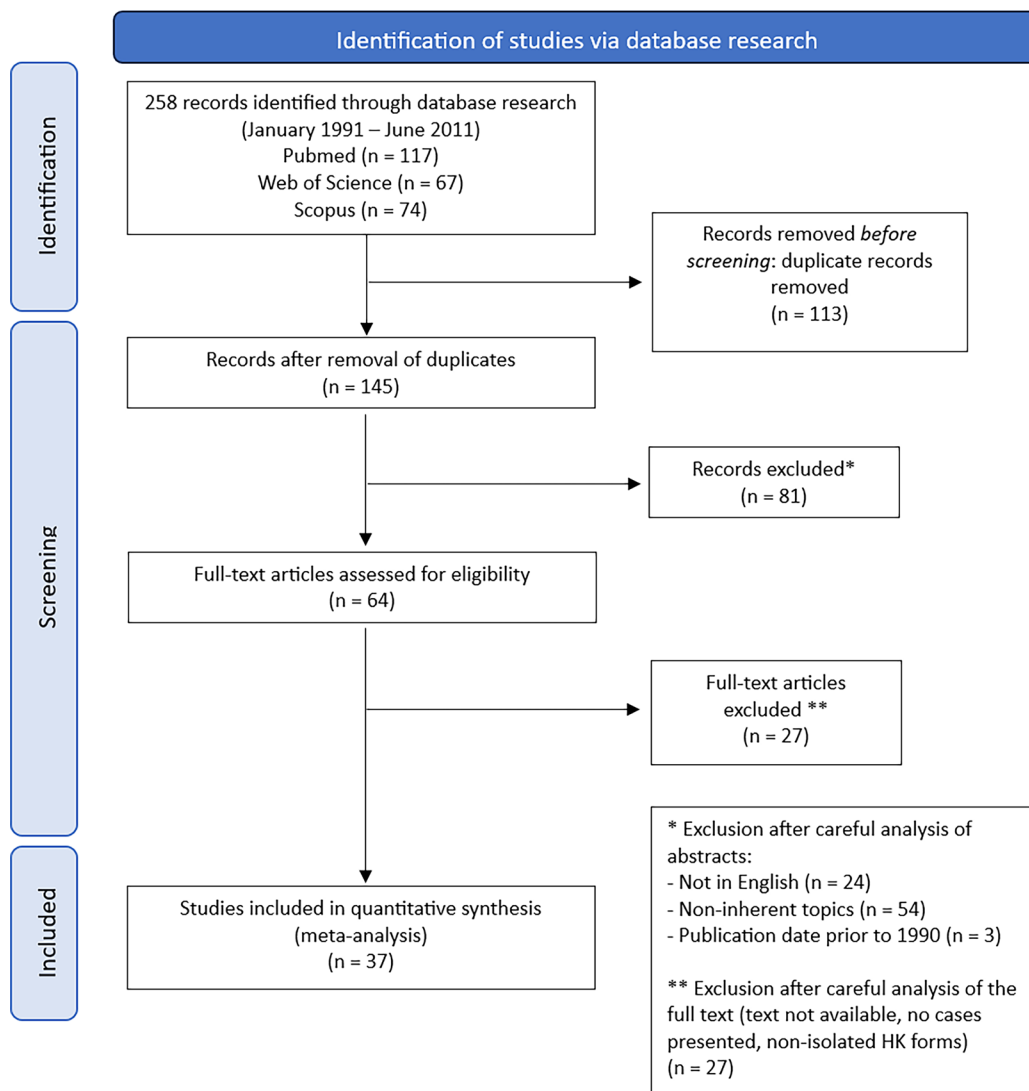 Identification of studies via database research
Identification
258 records identified through database research
(January 1991 – June 2011)
Pubmed (n = 117)
Web of Science (n = 67)
Scopus (n = 74)
Records removed before
screening: duplicate records
removed
(n = 113)
Screening
Records after removal of duplicates
(n = 145)
Records excluded*
(n = 81)
Full-text articles assessed for eligibility
(n = 64)
Full-text articles
excluded **
(n = 27)
Included
Studies included in quantitative synthesis
(meta-analysis)
(n = 37)
* Exclusion after careful analysis of
abstracts:
- Not in English (n = 24)
- Non-inherent topics (n = 54)
- Publication date prior to 1990 (n = 3)
** Exclusion after careful analysis of the
full text (text not available, no cases
presented, non-isolated HK forms)
(n = 27)